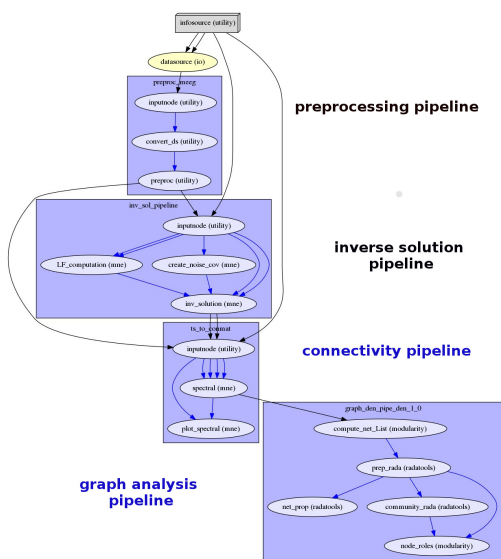 infosource (utility)
datasource (io)
preproc_meeg
inputnode (utility)
preprocessing pipeline
convert_ds (utility)
preproc (utility)
inv_sol_pipeline
inputnode (utility)
inverse solution
pipeline
LF_computation (mne)
create_noise_cov (mne)
inv_solution (mne)
ts_to_conmat
inputnode (utility)
connectivity pipeline
spectral (mne)
plot_spectral (mne)
graph_den_pipe_den_1_0
compute_net_List (modularity)
prep_rada (radatools)
graph analysis
pipeline
net_prop (radatools)
community_rada (radatools)
node_roles (modularity)